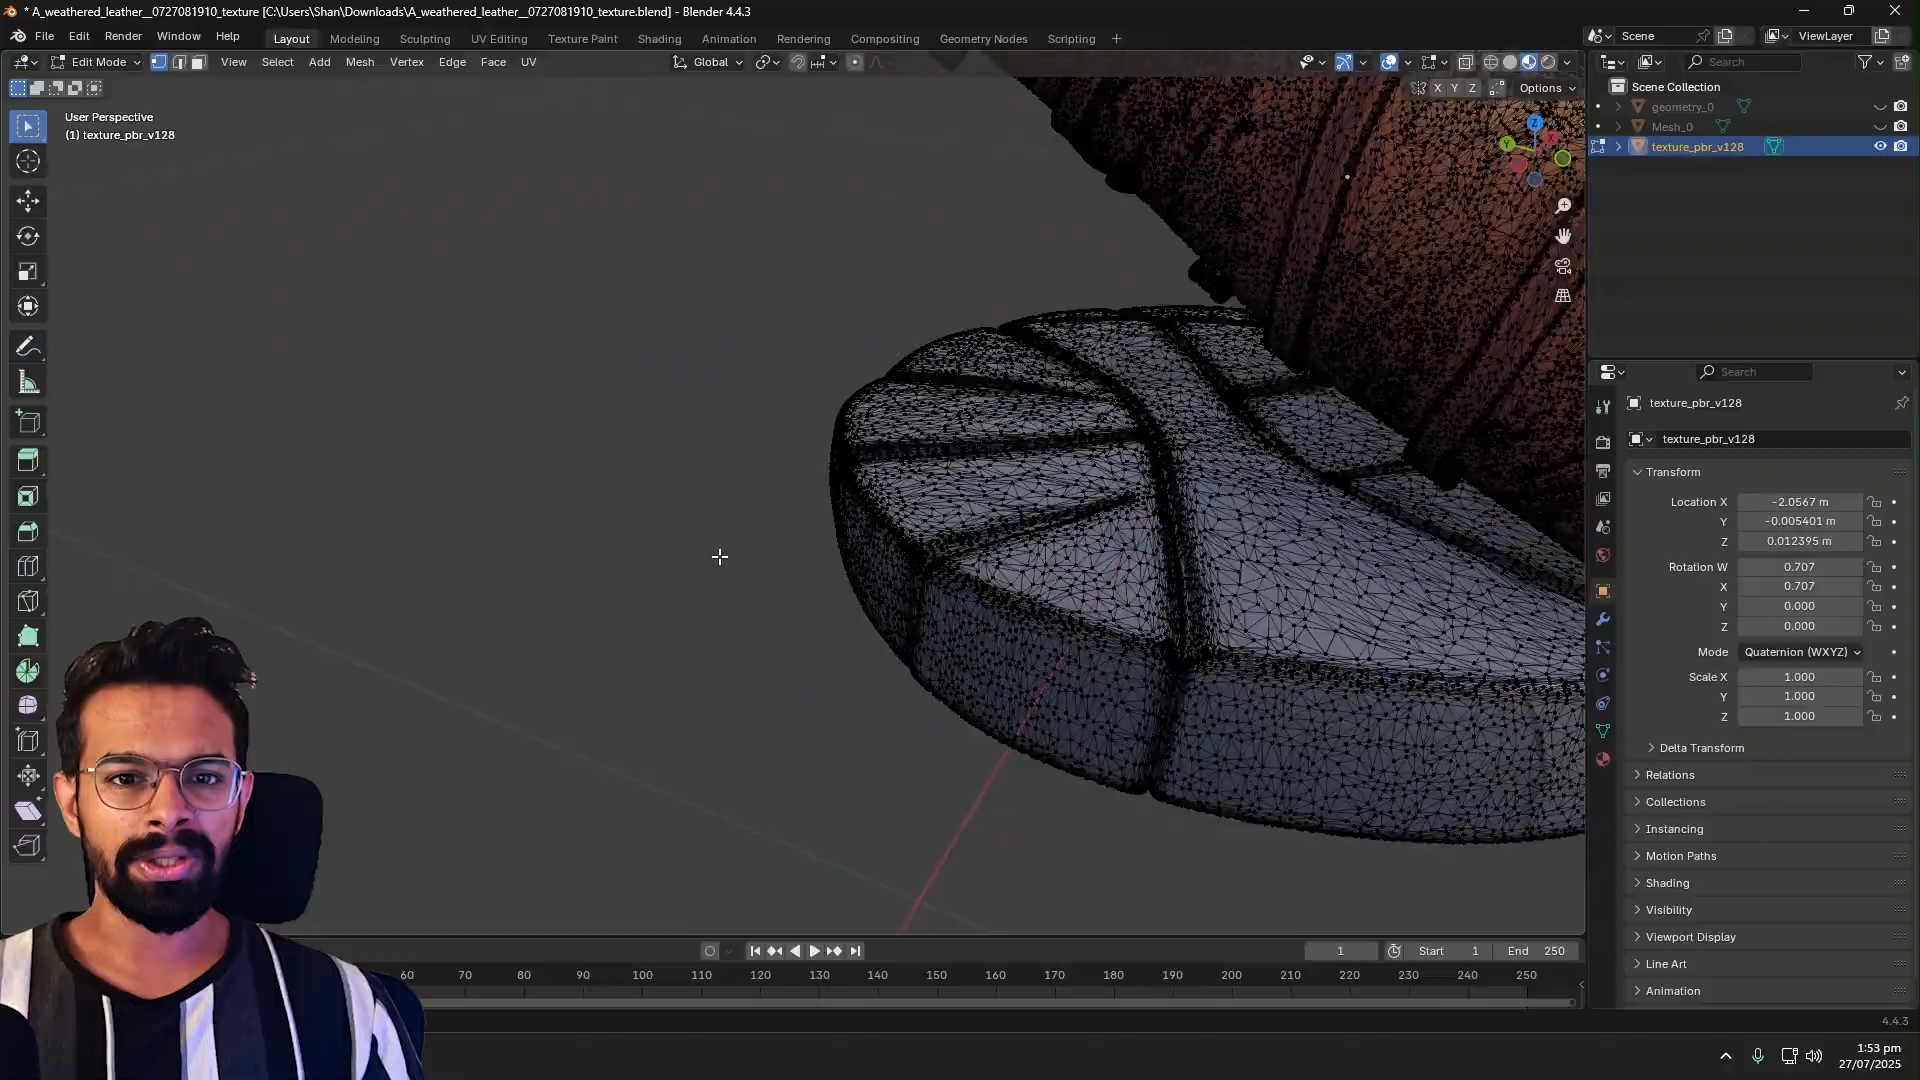 * A_weathered_leather__0727081910_texture [C:\Users\Shan\Downloads\A_weathered_leather__0727081910_texture.blend] - Blender 4.4.3
File Edit Render Window Help
Layout Modeling Sculpting UV Editing Texture Paint Shading Animation Rendering Compositing Geometry Nodes Scripting +
Scene
ViewLayer
Edit Mode
View Select Add Mesh Vertex Edge Face UV
Global
Search
X Y Z
Options
Scene Collection
geometry_0
Mesh_0
texture_pbr_v128
User Perspective
(1) texture_pbr_v128
Z
Y
X
Search
texture_pbr_v128
texture_pbr_v128
Transform
Location X -2.0567 m
Y -0.005401 m
Z 0.012395 m
Rotation W 0.707
X 0.707
Y 0.000
Z 0.000
Mode Quaternion (WXYZ)
Scale X 1.000
Y 1.000
Z 1.000
Delta Transform
Relations
Collections
Instancing
Motion Paths
Shading
Visibility
Viewport Display
Line Art
Animation
1
Start 1
End 250
60 70 80 90 100 110 120 130 140 150 160 170 180 190 200 210 220 230 240 250
4.4.3
1:53 pm
27/07/2025